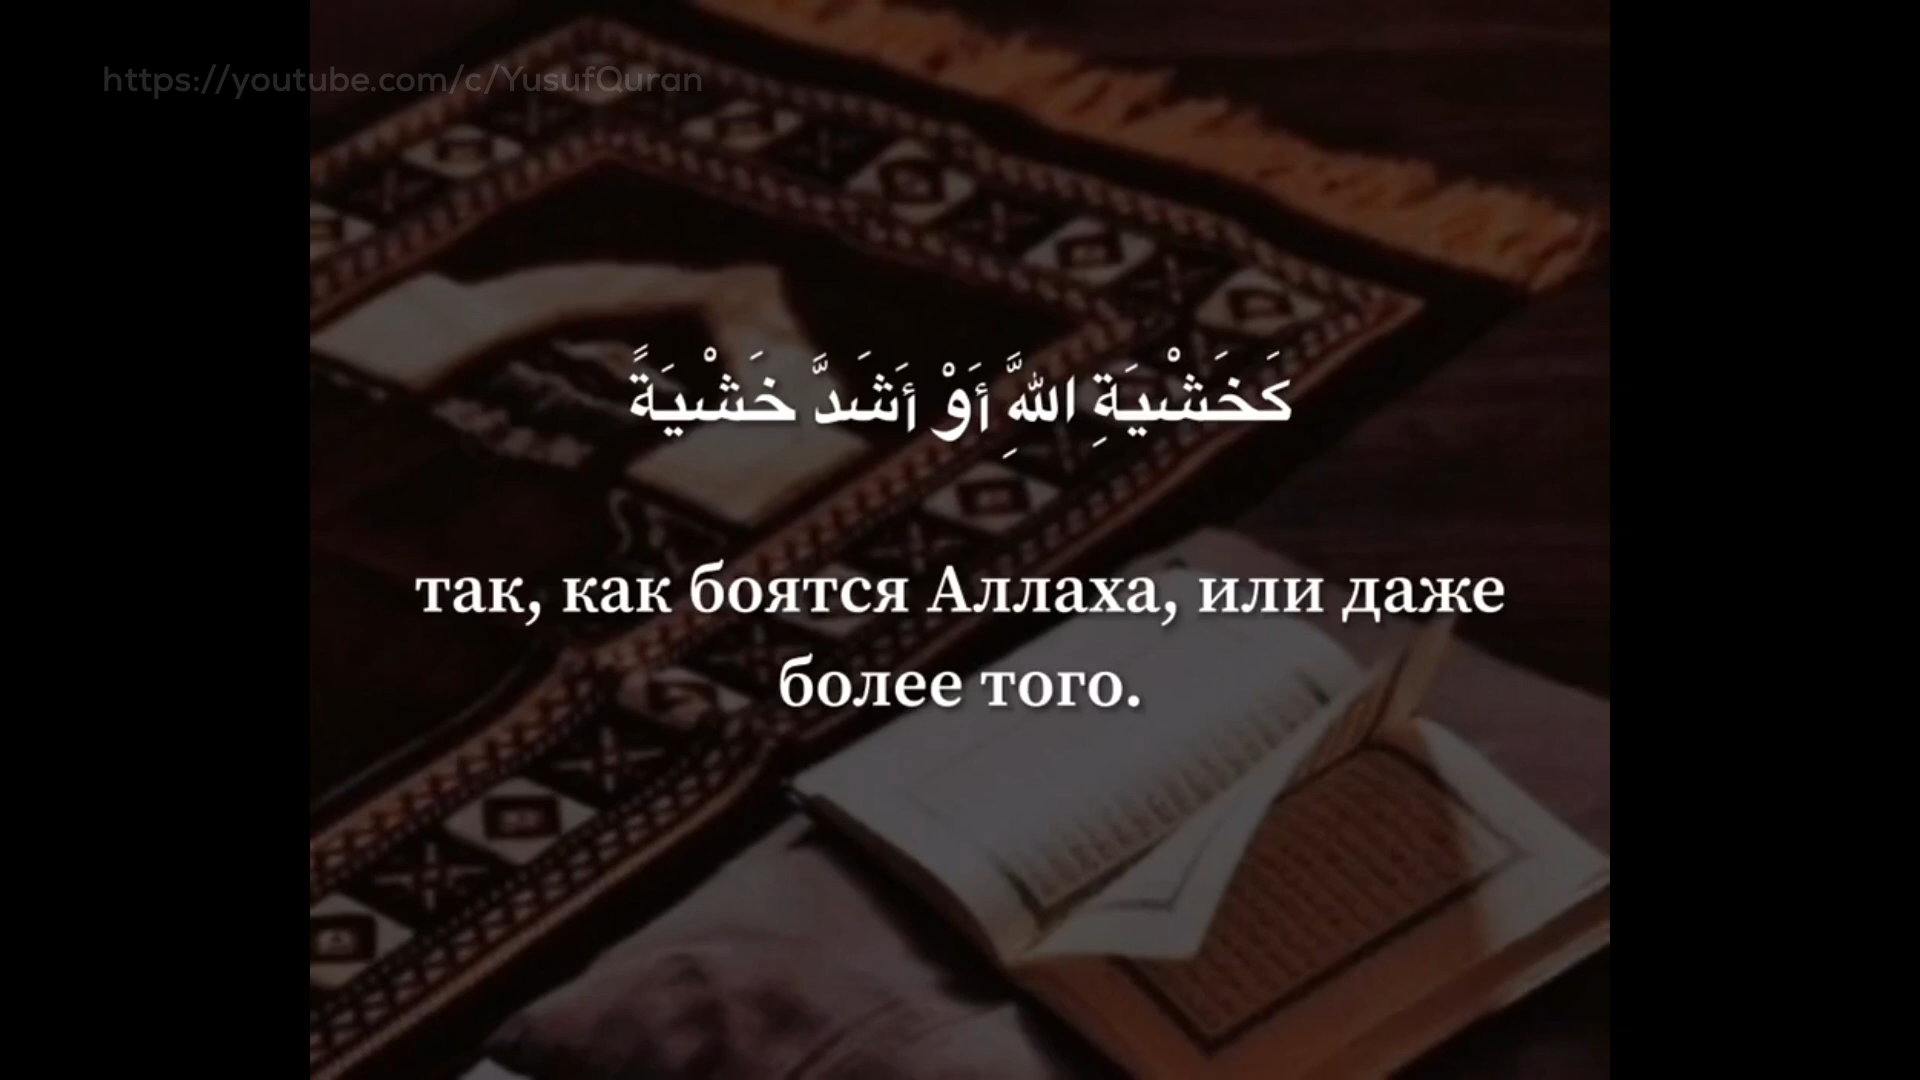 https://youtube.com/c/YusufQuran
كَخَشْيَةِ اللَّهِ أَوْ أَشَدَّ خَشْيَةً
так, как боятся Аллаха, или даже
более того.